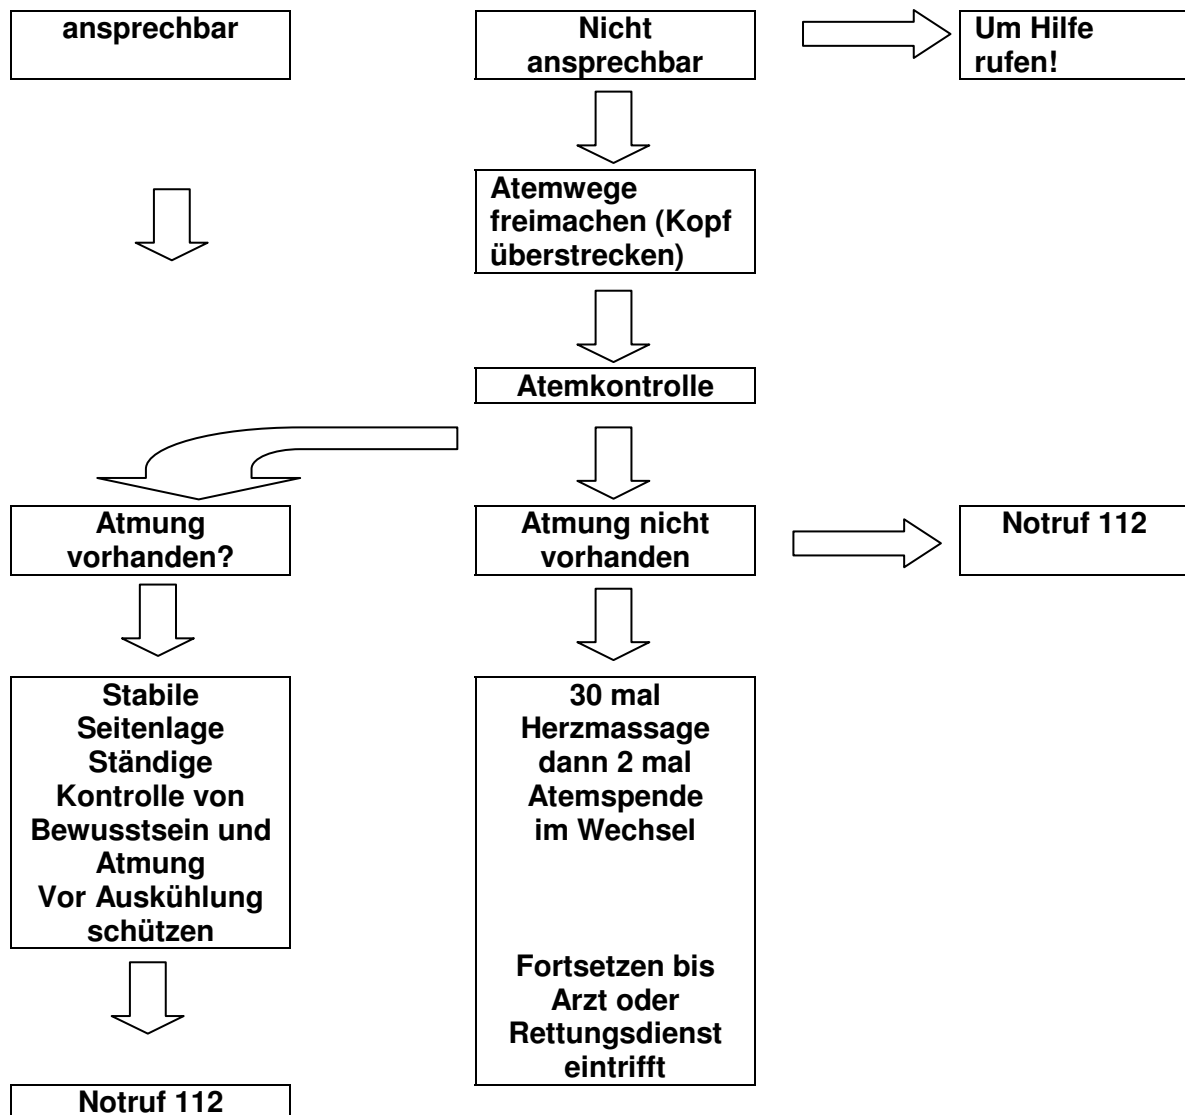 ansprechbar
Nicht
ansprechbar
Um Hilfe
rufen!
Atemwege
freimachen (Kopf
überstrecken)
Atemkontrolle
Atmung
vorhanden?
Atmung nicht
vorhanden
Notruf 112
Stabile
Seitenlage
Ständige
Kontrolle von
Bewusstsein und
Atmung
Vor Auskühlung
schützen
30 mal
Herzmassage
dann 2 mal
Atemspende
im Wechsel
Fortsetzen bis
Arzt oder
Rettungsdienst
eintrifft
Notruf 112